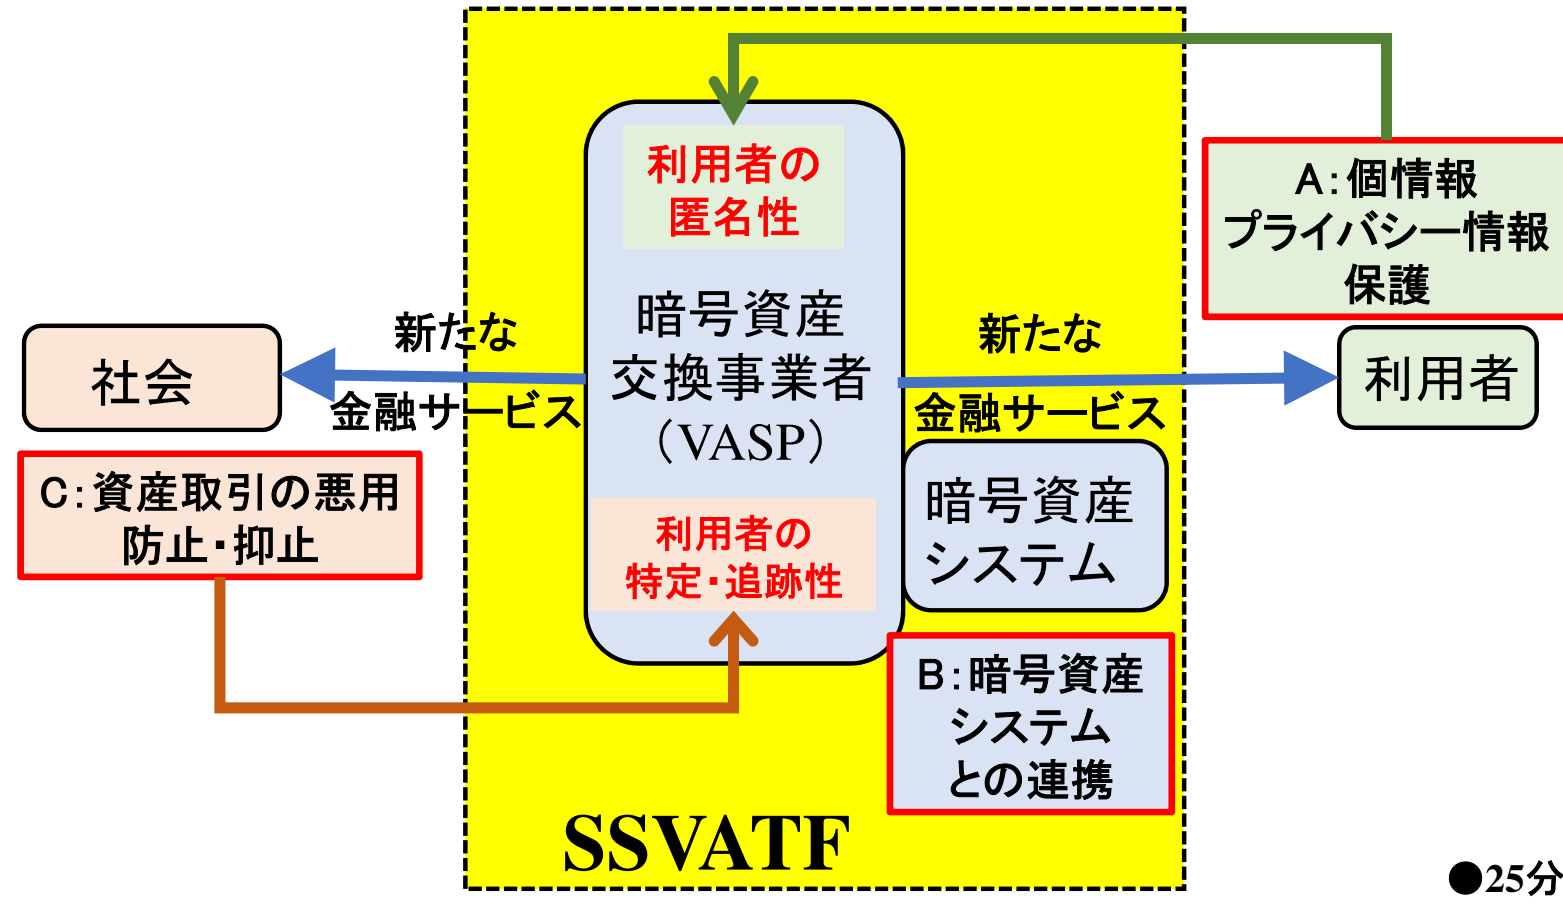 利用者の
匿名性
A:個情報
プライバシー情報
保護
暗号資産
交換事業者
(VASP)
新たな
金融サービス
新たな
金融サービス
社会
利用者
C:資産取引の悪用
防止・抑止
利用者の
特定・追跡性
暗号資産
システム
B:暗号資産
システム
との連携
SSVATF
●25分